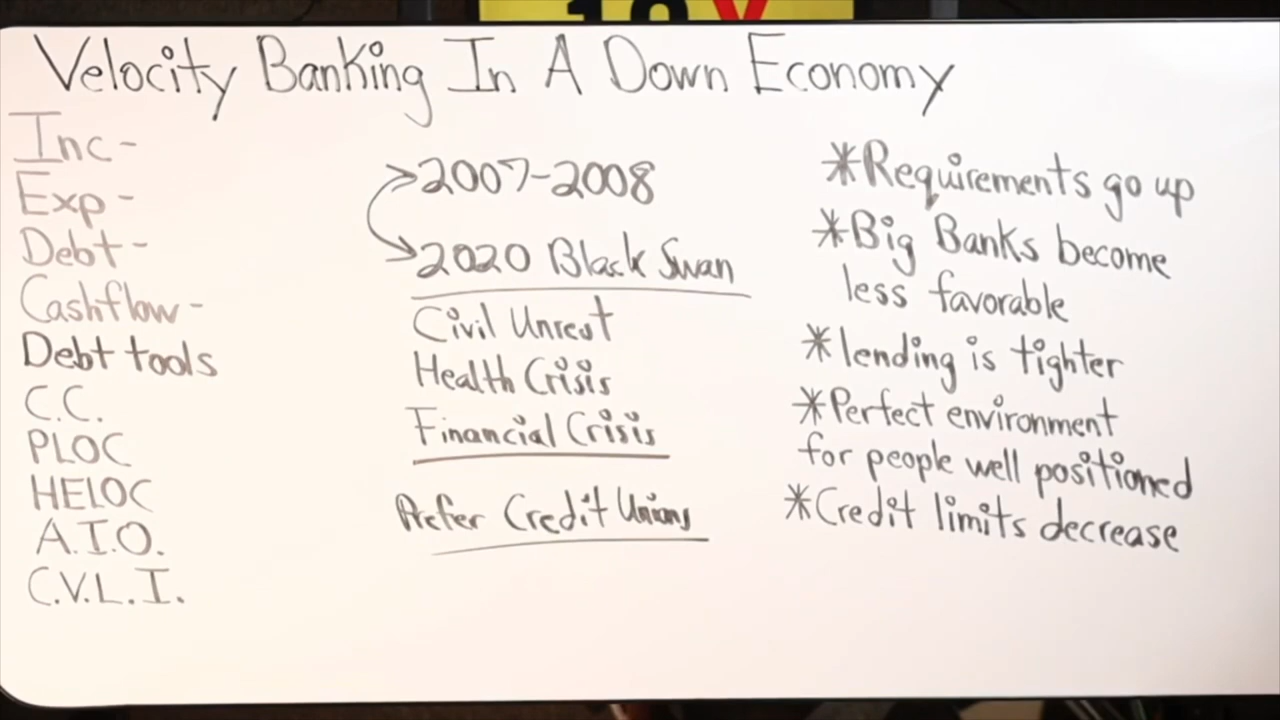 10X
Velocity Banking In A Down Economy
Inc-
Exp-
Debt-
Cashflow-
Debt tools
C.C.
PLOC
HELOC
A.I.O.
C.V.L.I.
>2007-2008
2020 Black Swan
Civil Unrest
Health Crisis
Financial Crisis
Prefer Credit Unions
*Requirements go up
*Big Banks become
less favorable
*lending is tighter
*Perfect environment
for people well positioned
*Credit limits decrease